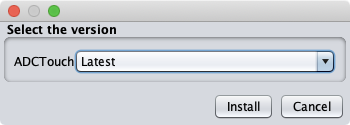 Select the version
ADCTouch Latest
Install Cancel